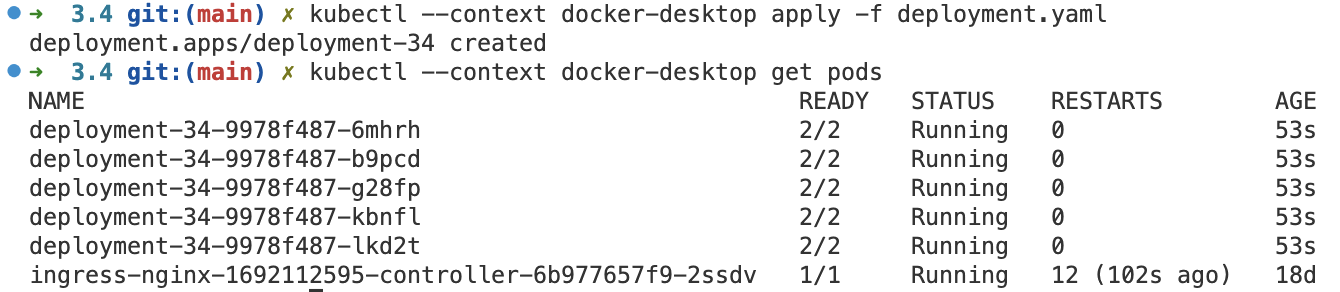 ➜ 3.4 git:(main) ✗ kubectl --context docker-desktop apply -f deployment.yaml
deployment.apps/deployment-34 created
➜ 3.4 git:(main) ✗ kubectl --context docker-desktop get pods
NAME READY STATUS RESTARTS AGE
deployment-34-9978f487-6mhrh 2/2 Running 0 53s
deployment-34-9978f487-b9pcd 2/2 Running 0 53s
deployment-34-9978f487-g28fp 2/2 Running 0 53s
deployment-34-9978f487-kbnfl 2/2 Running 0 53s
deployment-34-9978f487-lkd2t 2/2 Running 0 53s
ingress-nginx-1692112595-controller-6b977657f9-2ssdv 1/1 Running 12 (102s ago) 18d